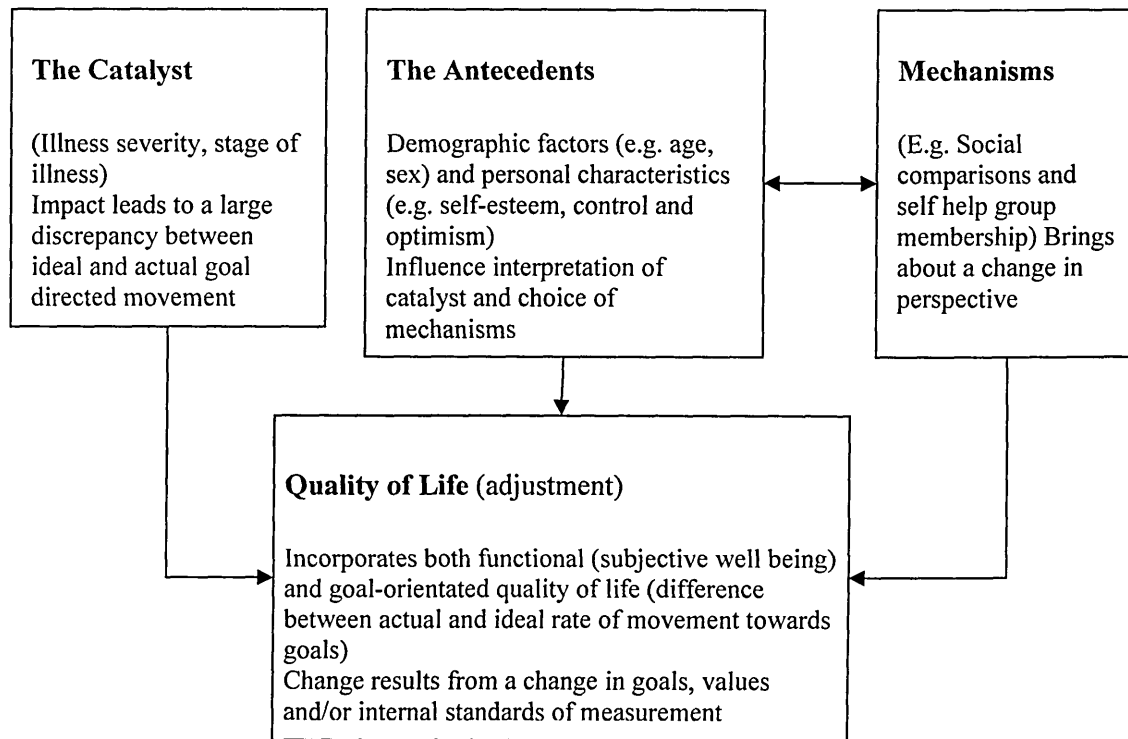 The Catalyst
(Illness severity, stage of
illness)
Impact leads to a large
discrepancy between
ideal and actual goal
directed movement
The Antecedents
Demographic factors (e.g. age,
sex) and personal characteristics
(e.g. self-esteem, control and
optimism)
Influence interpretation of
catalyst and choice of
mechanisms
Mechanisms
(E.g. Social
comparisons and
self help group
membership) Brings
about a change in
perspective
Quality of Life (adjustment)
Incorporates both functional (subjective well being)
and goal-orientated quality of life (difference
between actual and ideal rate of movement towards
goals)
Change results from a change in goals, values
and/or internal standards of measurement